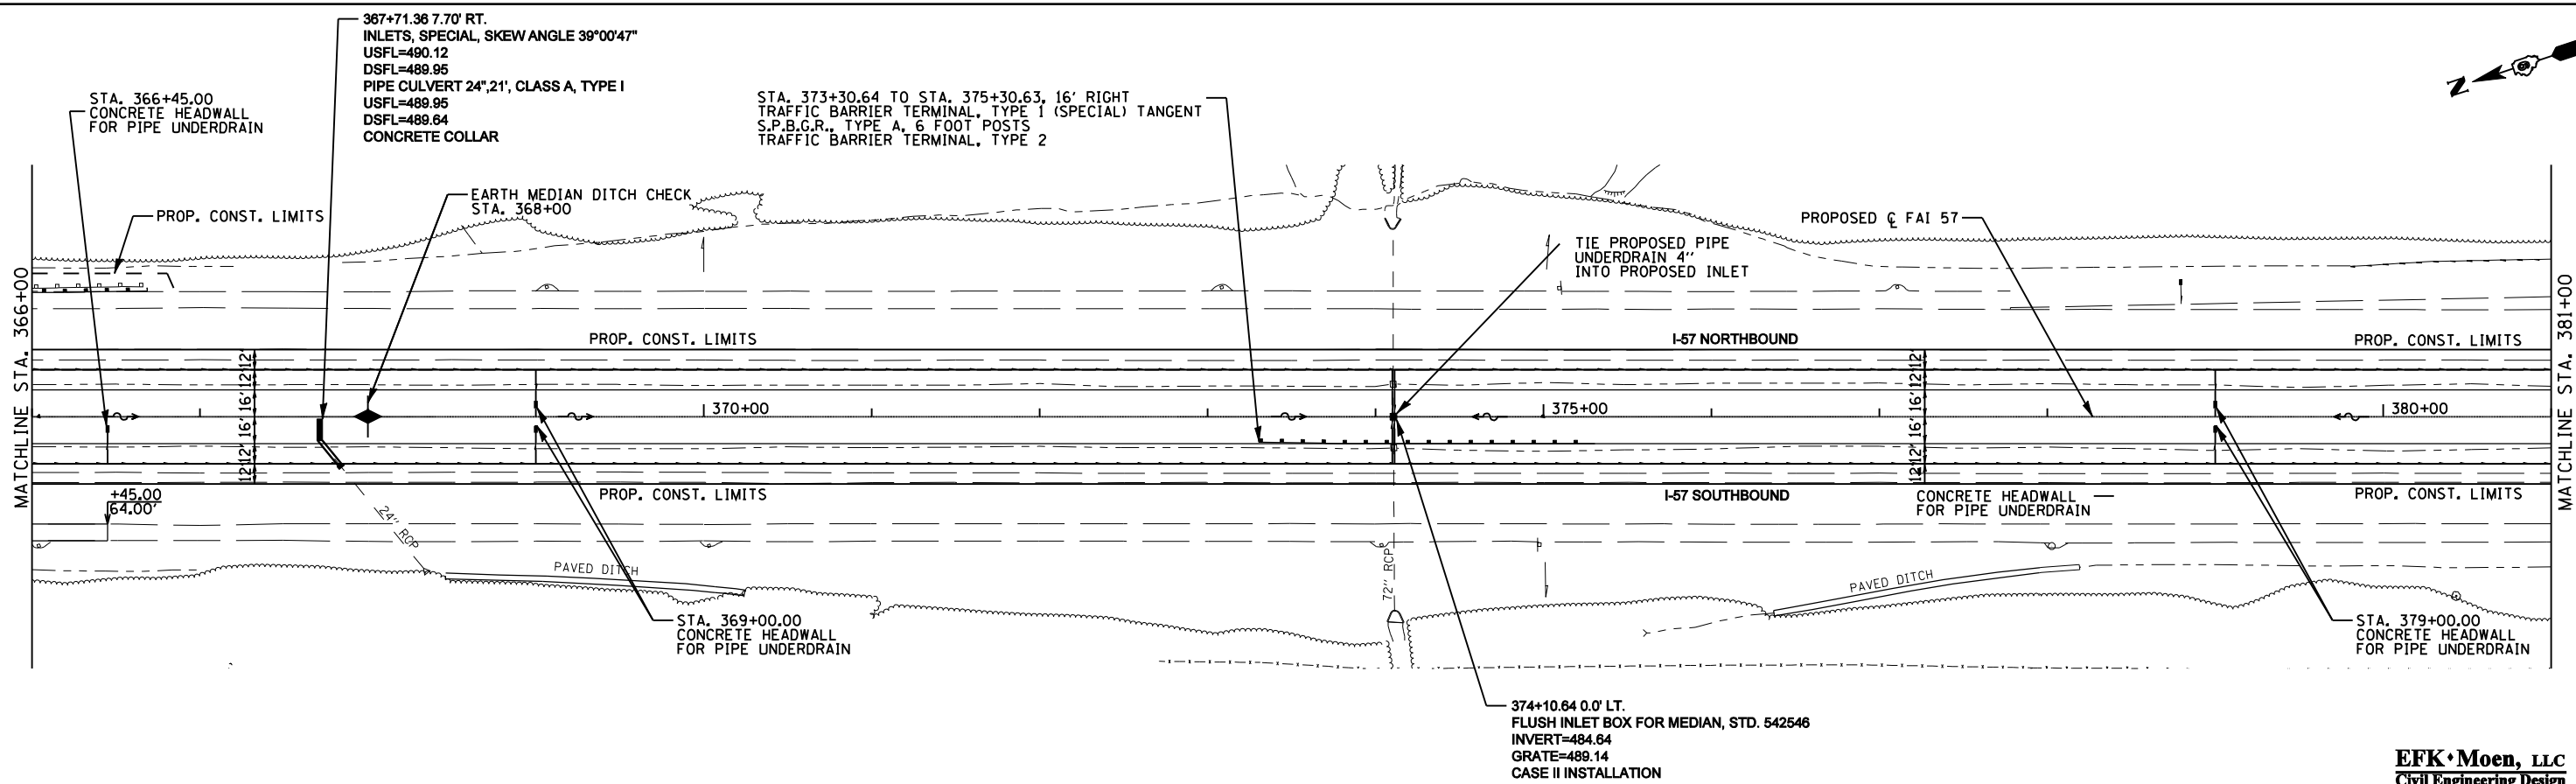 367+71.36 7.70' RT.
INLETS, SPECIAL, SKEW ANGLE 39°00'47"
USFL=490.12
DSFL=489.95
PIPE CULVERT 24",21', CLASS A, TYPE I
USFL=489.95
DSFL=489.64
CONCRETE COLLAR
STA. 366+45.00
CONCRETE HEADWALL
FOR PIPE UNDERDRAIN
STA. 373+30.64 TO STA. 375+30.63, 16' RIGHT
TRAFFIC BARRIER TERMINAL, TYPE 1 (SPECIAL) TANGENT
S.P.B.G.R., TYPE A, 6 FOOT POSTS
TRAFFIC BARRIER TERMINAL, TYPE 2
N
EARTH MEDIAN DITCH CHECK
STA. 368+00
PROP. CONST. LIMITS
PROPOSED ℄ FAI 57
TIE PROPOSED PIPE
UNDERDRAIN 4''
INTO PROPOSED INLET
MATCHLINE STA. 366+00
MATCHLINE STA. 381+00
PROP. CONST. LIMITS
I-57 NORTHBOUND
PROP. CONST. LIMITS
12'12' 16' 16' 12'12'
12'12' 16' 16' 12'12'
370+00
375+00
380+00
+45.00
64.00'
PROP. CONST. LIMITS
I-57 SOUTHBOUND
CONCRETE HEADWALL
FOR PIPE UNDERDRAIN
PROP. CONST. LIMITS
24'' RCP
72'' RCP
PAVED DITCH
PAVED DITCH
STA. 369+00.00
CONCRETE HEADWALL
FOR PIPE UNDERDRAIN
STA. 379+00.00
CONCRETE HEADWALL
FOR PIPE UNDERDRAIN
374+10.64 0.0' LT.
FLUSH INLET BOX FOR MEDIAN, STD. 542546
INVERT=484.64
GRATE=489.14
CASE II INSTALLATION
EFK•Moen, LLC
Civil Engineering Design